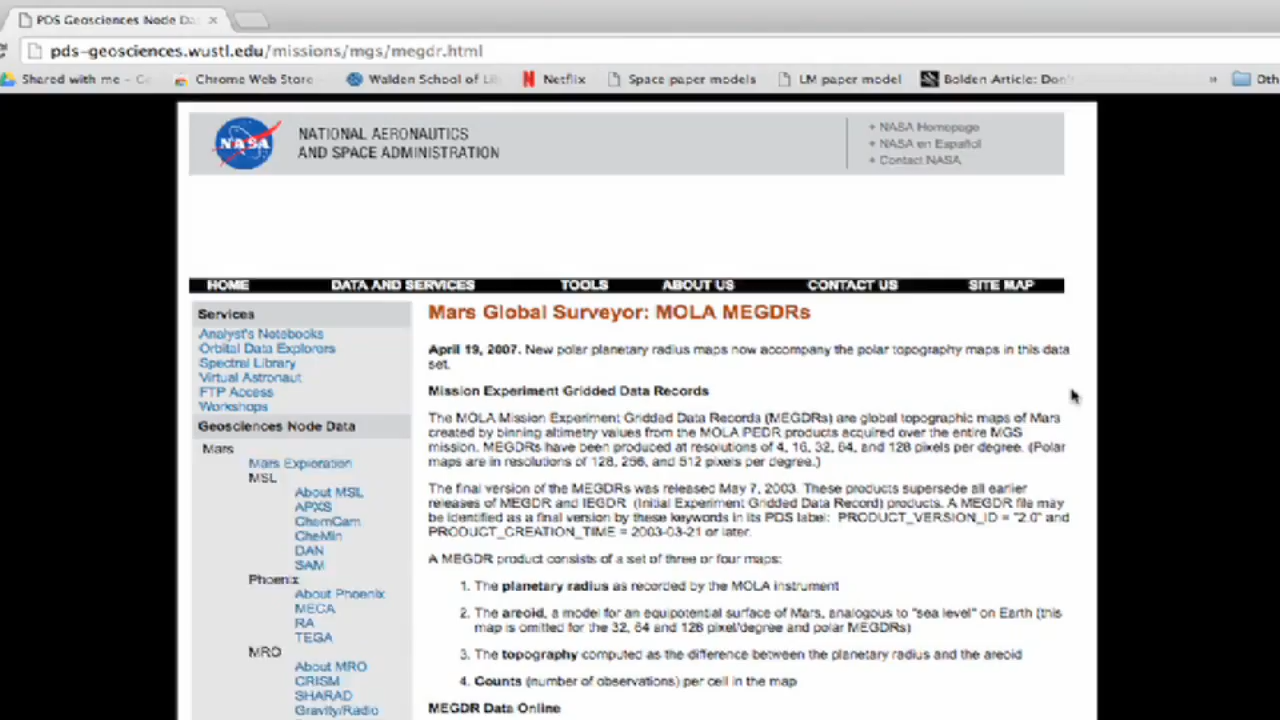 PDS Geosciences Node Da
pds-geosciences.wustl.edu/missions/mgs/megdr.html
Shared with me - Chrome Web Store Walden School of Li Netflix Space paper models LM paper model Bolden Article: Don't » Oth
NASA
NATIONAL AERONAUTICS
AND SPACE ADMINISTRATION
+ NASA Homepage
+ NASA en Español
+ Contact NASA
HOME DATA AND SERVICES TOOLS ABOUT US CONTACT US SITE MAP
Services
Analyst's Notebooks
Orbital Data Explorers
Spectral Library
Virtual Astronaut
FTP Access
Workshops
Geosciences Node Data
Mars
Mars Exploration
MSL
About MSL
APXS
ChemCam
CheMin
DAN
SAM
Phoenix
About Phoenix
MECA
RA
TEGA
MRO
About MRO
CRISM
SHARAD
Gravity/Radio
Mars Global Surveyor: MOLA MEGDRs
April 19, 2007. New polar planetary radius maps now accompany the polar topography maps in this data
set.
Mission Experiment Gridded Data Records
The MOLA Mission Experiment Gridded Data Records (MEGDRs) are global topographic maps of Mars
created by binning altimetry values from the MOLA PEDR products acquired over the entire MGS
mission. MEGDRs have been produced at resolutions of 4, 16, 32, 64, and 128 pixels per degree. (Polar
maps are in resolutions of 128, 256, and 512 pixels per degree.)
The final version of the MEGDRs was released May 7, 2003. These products supersede all earlier
releases of MEGDR and IEGDR (Initial Experiment Gridded Data Record) products. A MEGDR file may
be identified as a final version by these keywords in its PDS label: PRODUCT_VERSION_ID = "2.0" and
PRODUCT_CREATION_TIME = 2003-03-21 or later.
A MEGDR product consists of a set of three or four maps:
1. The planetary radius as recorded by the MOLA instrument
2. The areoid, a model for an equipotential surface of Mars, analogous to "sea level" on Earth (this
map is omitted for the 32, 64 and 128 pixel/degree and polar MEGDRs)
3. The topography computed as the difference between the planetary radius and the areoid
4. Counts (number of observations) per cell in the map
MEGDR Data Online